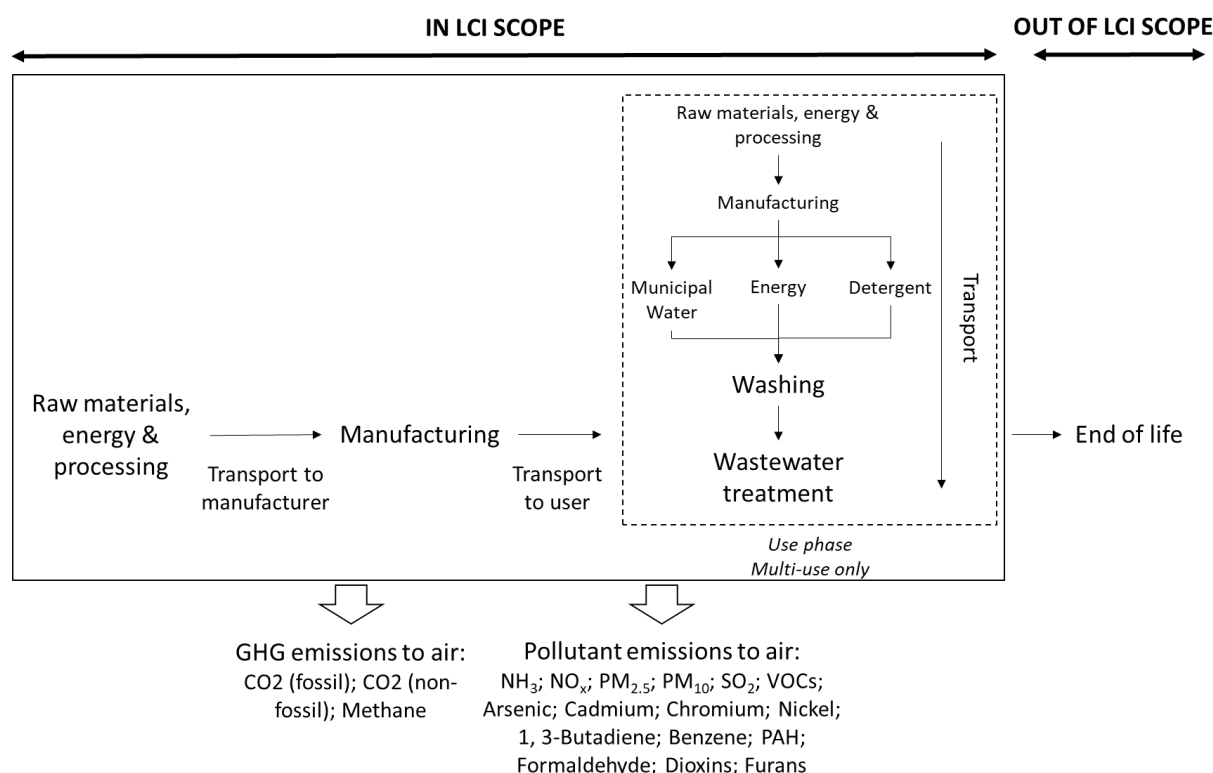 IN LCI SCOPE
OUT OF LCI SCOPE
Raw materials, energy &
processing
Manufacturing
Municipal
Water
Energy
Detergent
Transport
Washing
Wastewater
treatment
Raw materials,
energy &
processing
Transport to
manufacturer
Manufacturing
Transport
to user
End of life
Use phase
Multi-use only
GHG emissions to air:
CO2 (fossil); CO2 (non-
fossil); Methane
Pollutant emissions to air:
NH₃; NOₓ; PM₂.₅; PM₁₀; SO₂; VOCs;
Arsenic; Cadmium; Chromium; Nickel;
1, 3-Butadiene; Benzene; PAH;
Formaldehyde; Dioxins; Furans